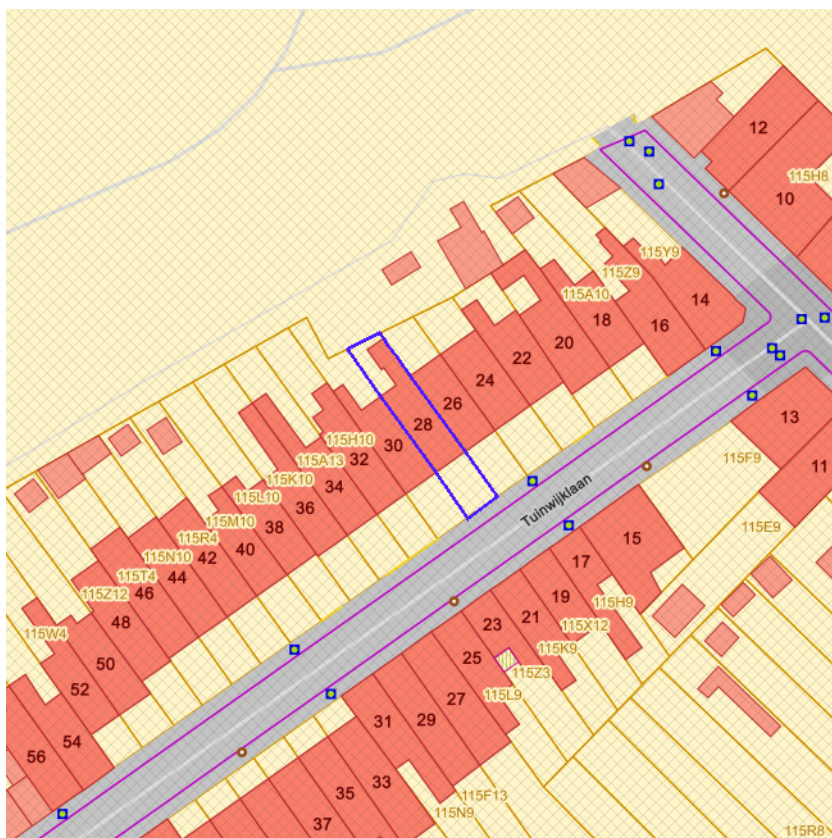 12
115H8
10
115Y9
115Z9
14
115A10
18
16
20
22
24
26
28
13
115H10
30
115F9
115A13
32
11
115K10
34
Tuinwijklaan
115L10
36
115E9
115M10
38
15
115R4
40
17
115N10
42
19
115H9
115T4
44
21
115X12
115Z12
46
23
115K9
48
115W4
25
115Z3
50
115L9
52
27
31
29
54
56
33
35
115F13
115N9
37
115R8